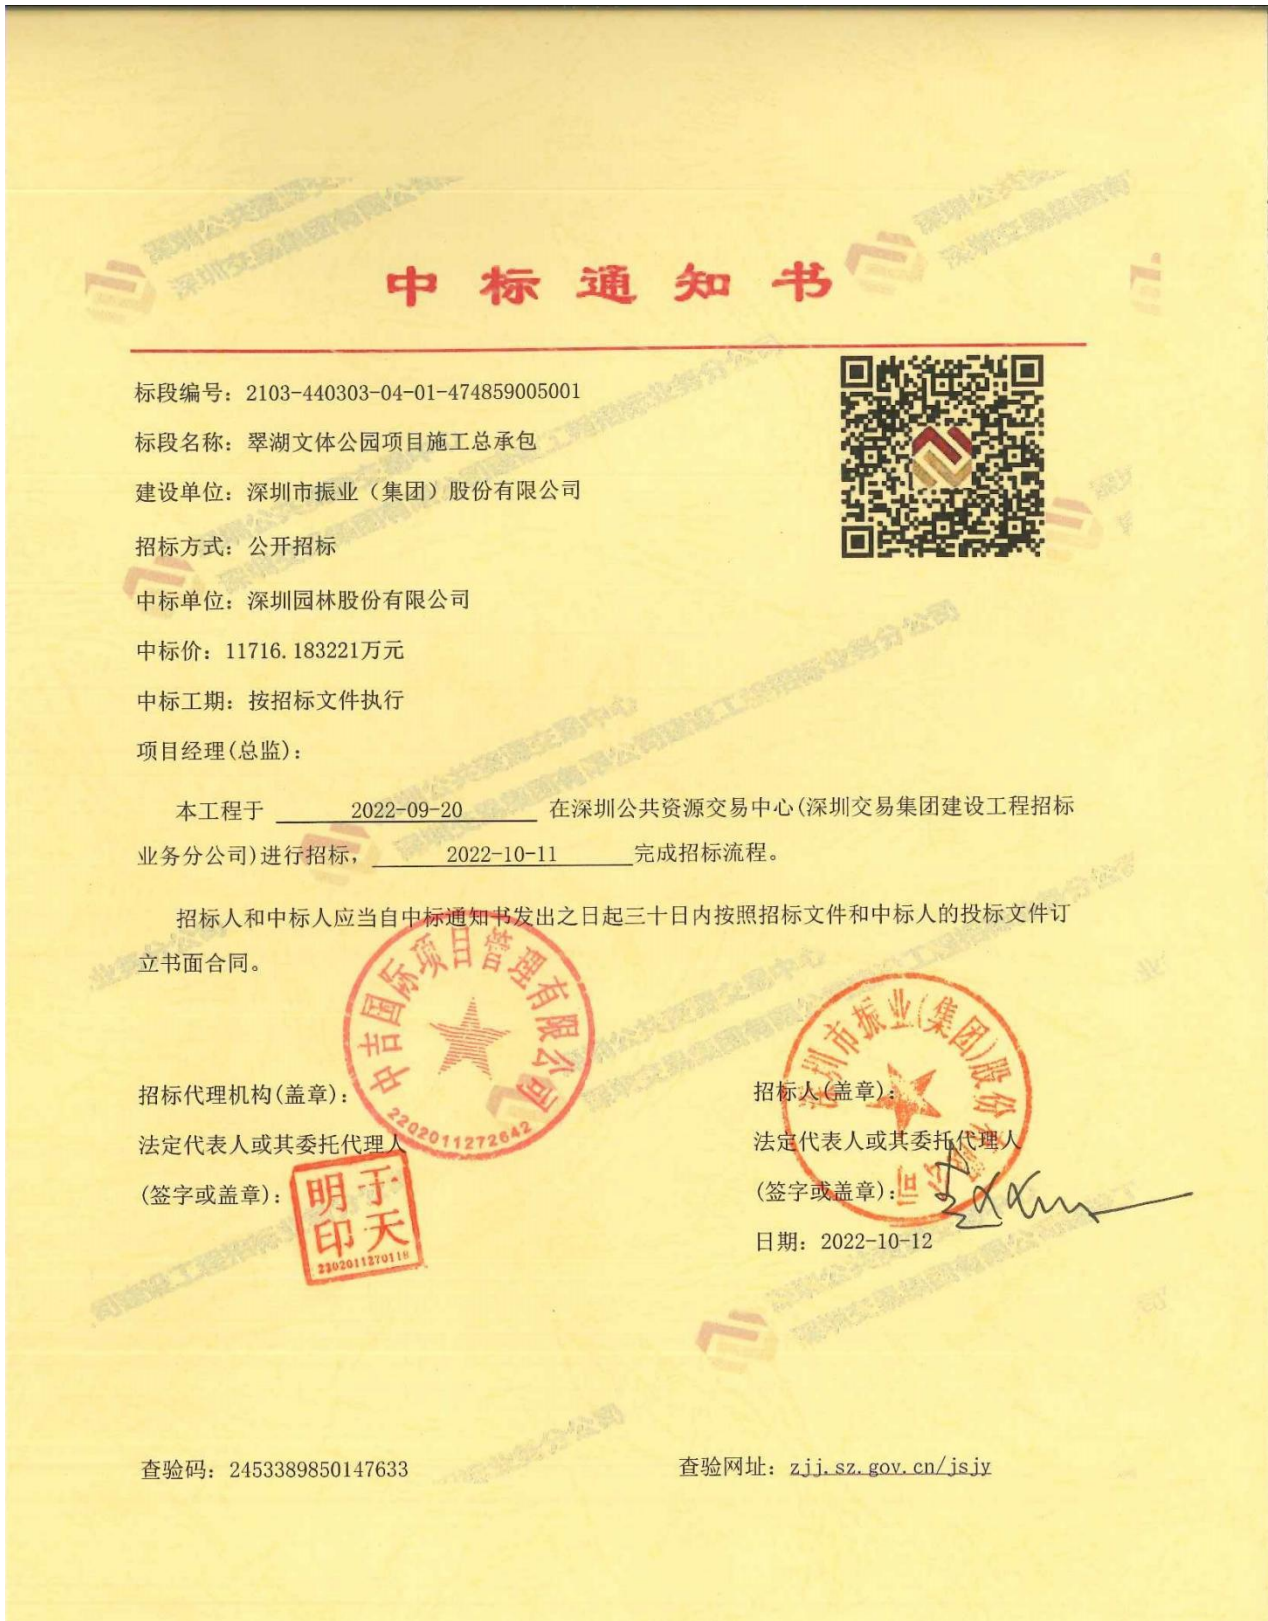 中标通知书
标段编号：2103-440303-04-01-474859005001
标段名称：翠湖文体公园项目施工总承包
建设单位：深圳市振业（集团）股份有限公司
招标方式：公开招标
中标单位：深圳园林股份有限公司
中标价：11716.183221万元
中标工期：按招标文件执行
项目经理(总监)：
本工程于 2022-09-20 在深圳公共资源交易中心(深圳交易集团建设工程招标
业务分公司)进行招标，2022-10-11 完成招标流程。
招标人和中标人应当自中标通知书发出之日起三十日内按照招标文件和中标人的投标文件订
立书面合同。
中吉国际项目管理有限公司
2202011272642
招标代理机构(盖章)：
法定代表人或其委托代理人
(签字或盖章)：
于天明印
2202011270118
深圳市振业(集团)股份有限公司
招标人(盖章)：
法定代表人或其委托代理人
(签字或盖章)：
日期：2022-10-12
查验码：2453389850147633
查验网址：zjj.sz.gov.cn/jsjy